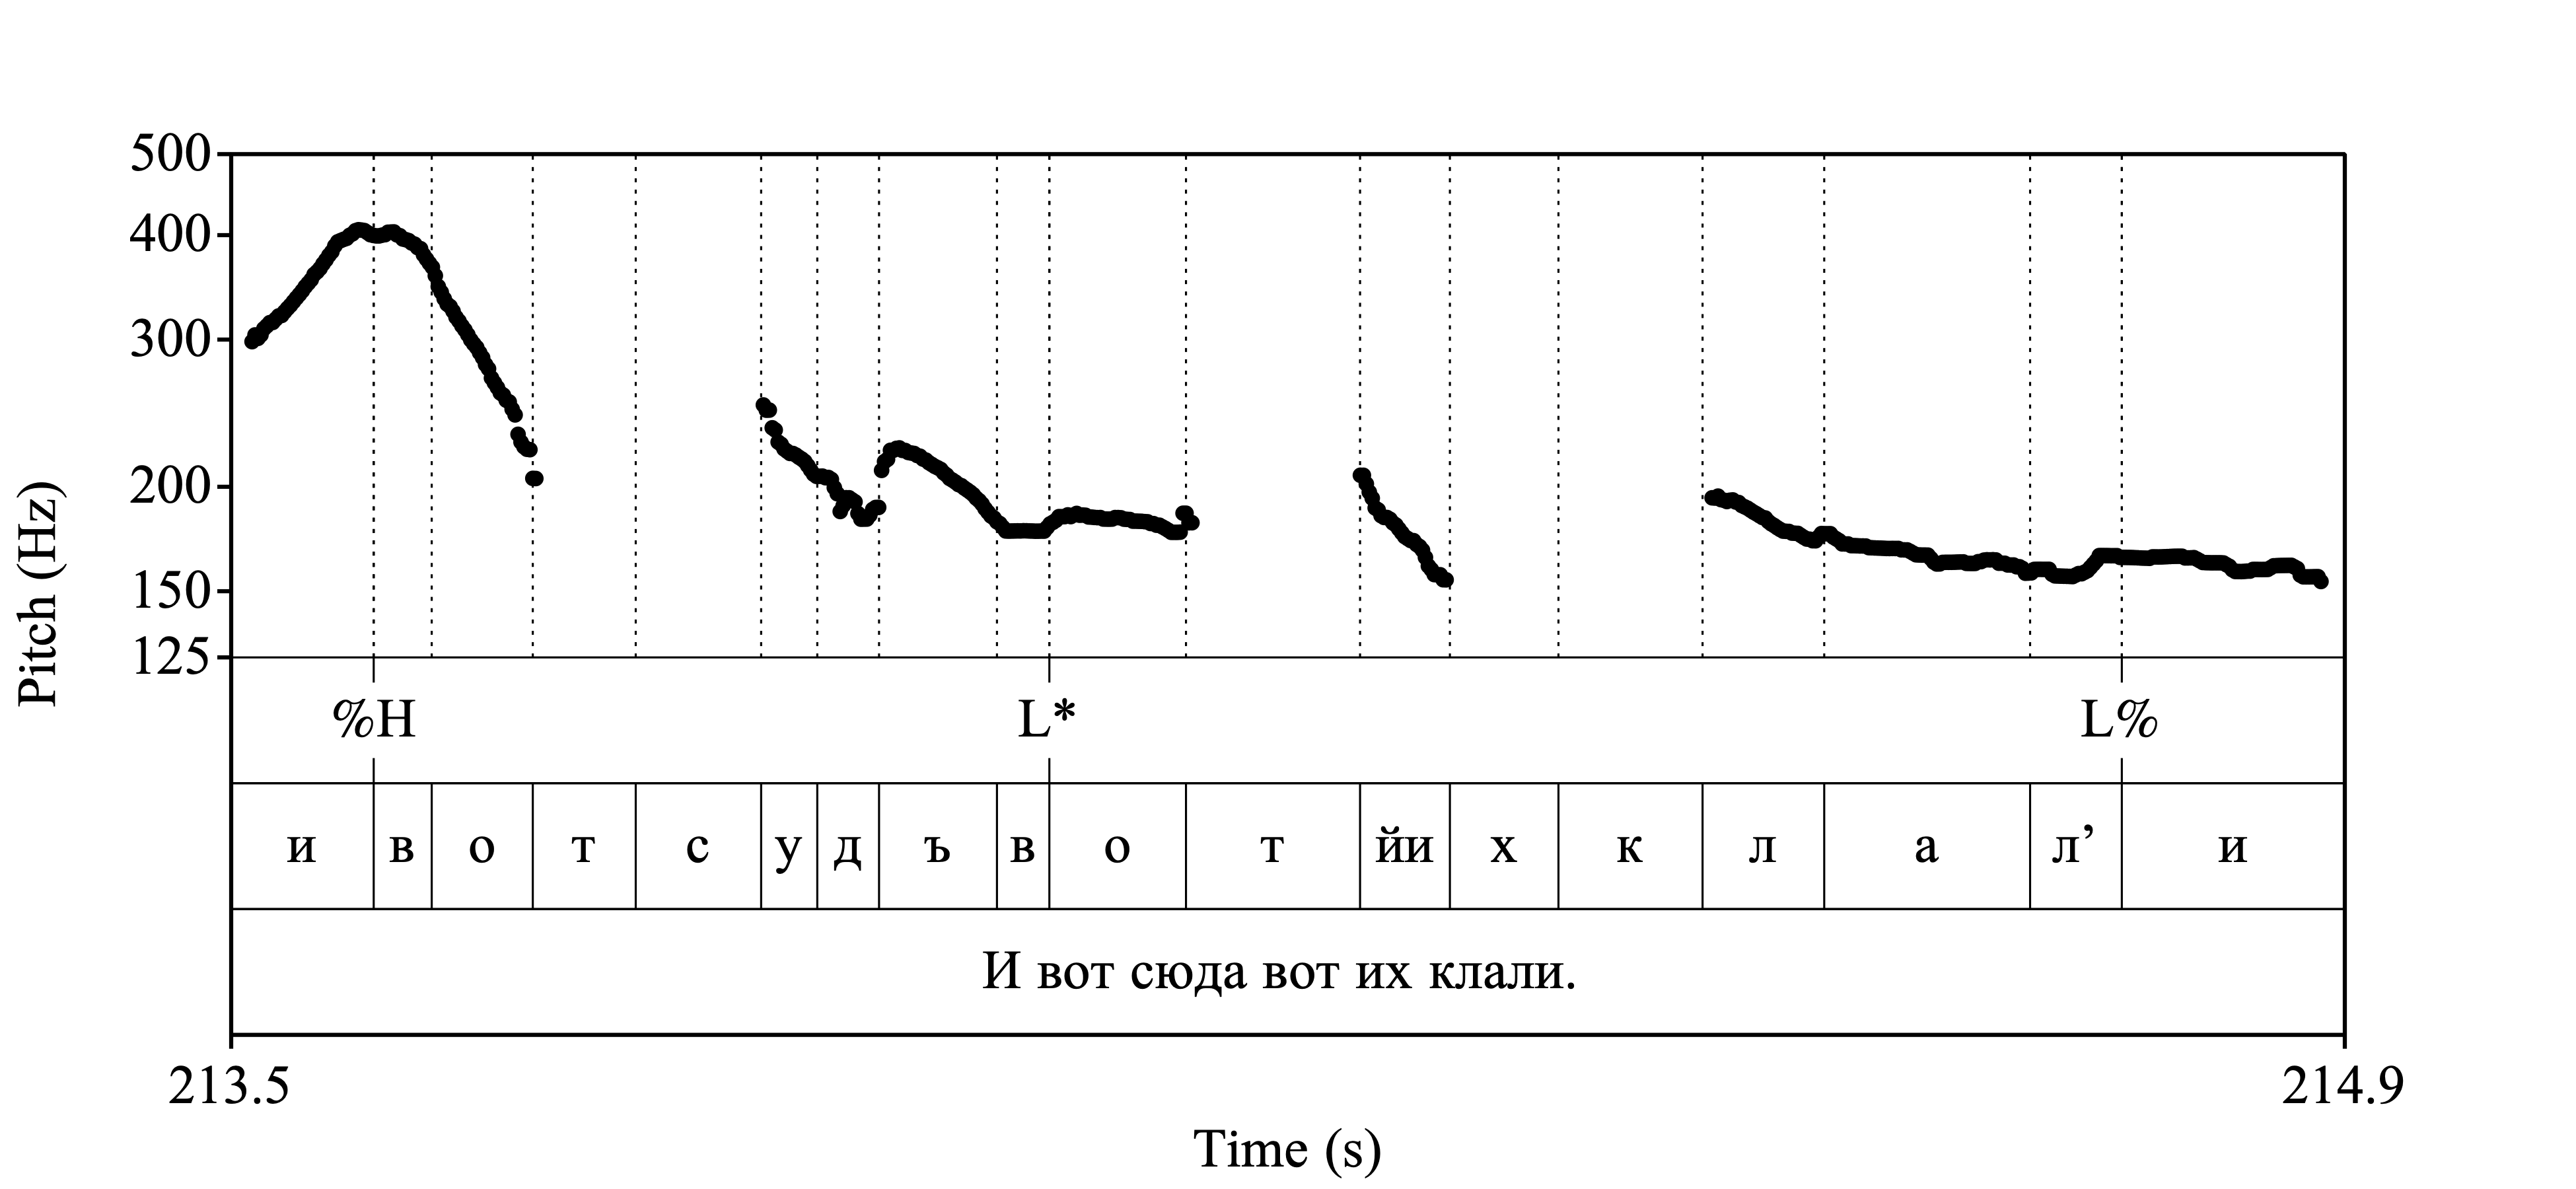 500
400
300
200
150
125
Pitch (Hz)
%H L* L%
и в о т с у д ъ в о т йи х к л а л’ и
И вот сюда вот их клали.
213.5 214.9
Time (s)